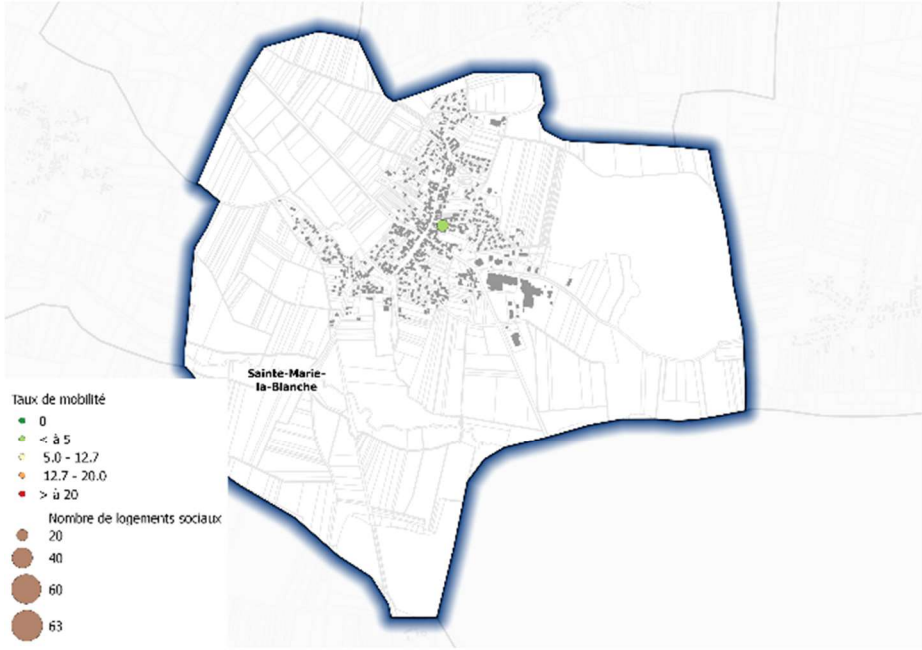 Sainte-Marie-
la-Blanche
Taux de mobilité
0
< à 5
5.0 - 12.7
12.7 - 20.0
> à 20
Nombre de logements sociaux
20
40
60
63